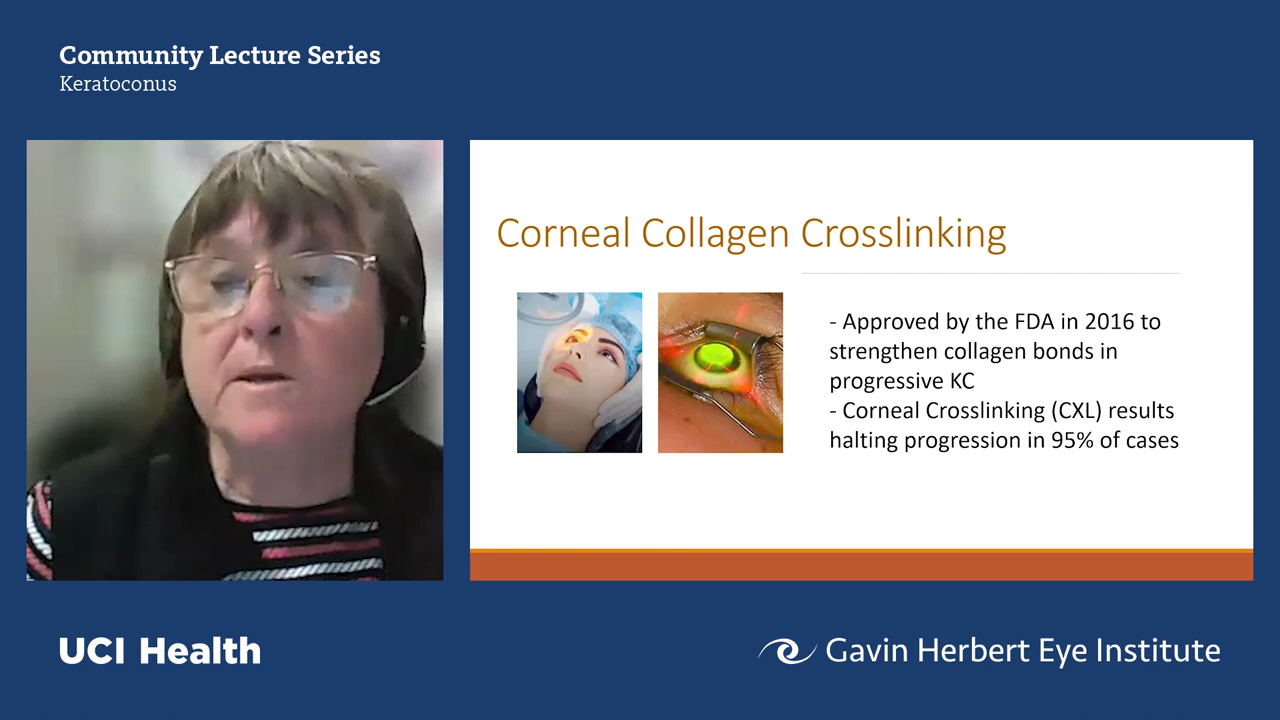 Community Lecture Series
Keratoconus
Corneal Collagen Crosslinking
- Approved by the FDA in 2016 to
strengthen collagen bonds in
progressive KC
- Corneal Crosslinking (CXL) results
halting progression in 95% of cases
UCI Health
Gavin Herbert Eye Institute